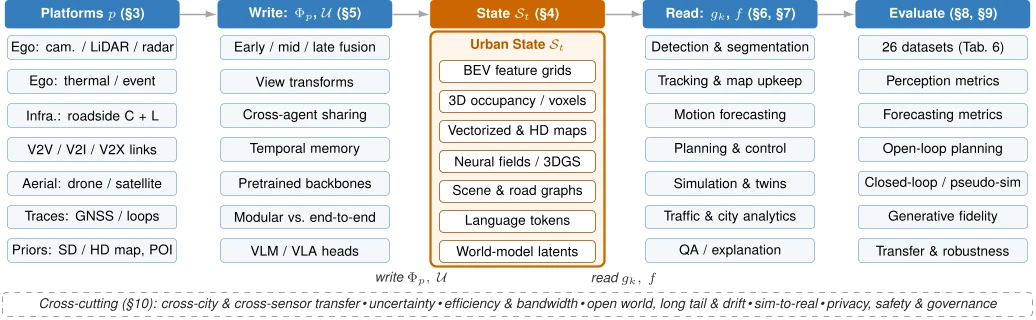 Platforms p (§3)
Ego: cam. / LiDAR / radar
Ego: thermal / event
Infra.: roadside C + L
V2V / V2I / V2X links
Aerial: drone / satellite
Traces: GNSS / loops
Priors: SD / HD map, POI
Write: Φₚ, 𝒰 (§5)
Early / mid / late fusion
View transforms
Cross-agent sharing
Temporal memory
Pretrained backbones
Modular vs. end-to-end
VLM / VLA heads
State 𝒮ₜ (§4)
Urban State 𝒮ₜ
BEV feature grids
3D occupancy / voxels
Vectorized & HD maps
Neural fields / 3DGS
Scene & road graphs
Language tokens
World-model latents
Read: gₖ, f (§6, §7)
Detection & segmentation
Tracking & map upkeep
Motion forecasting
Planning & control
Simulation & twins
Traffic & city analytics
QA / explanation
Evaluate (§8, §9)
26 datasets (Tab. 6)
Perception metrics
Forecasting metrics
Open-loop planning
Closed-loop / pseudo-sim
Generative fidelity
Transfer & robustness
write Φₚ, 𝒰
read gₖ, f
Cross-cutting (§10): cross-city & cross-sensor transfer • uncertainty • efficiency & bandwidth • open world, long tail & drift • sim-to-real • privacy, safety & governance